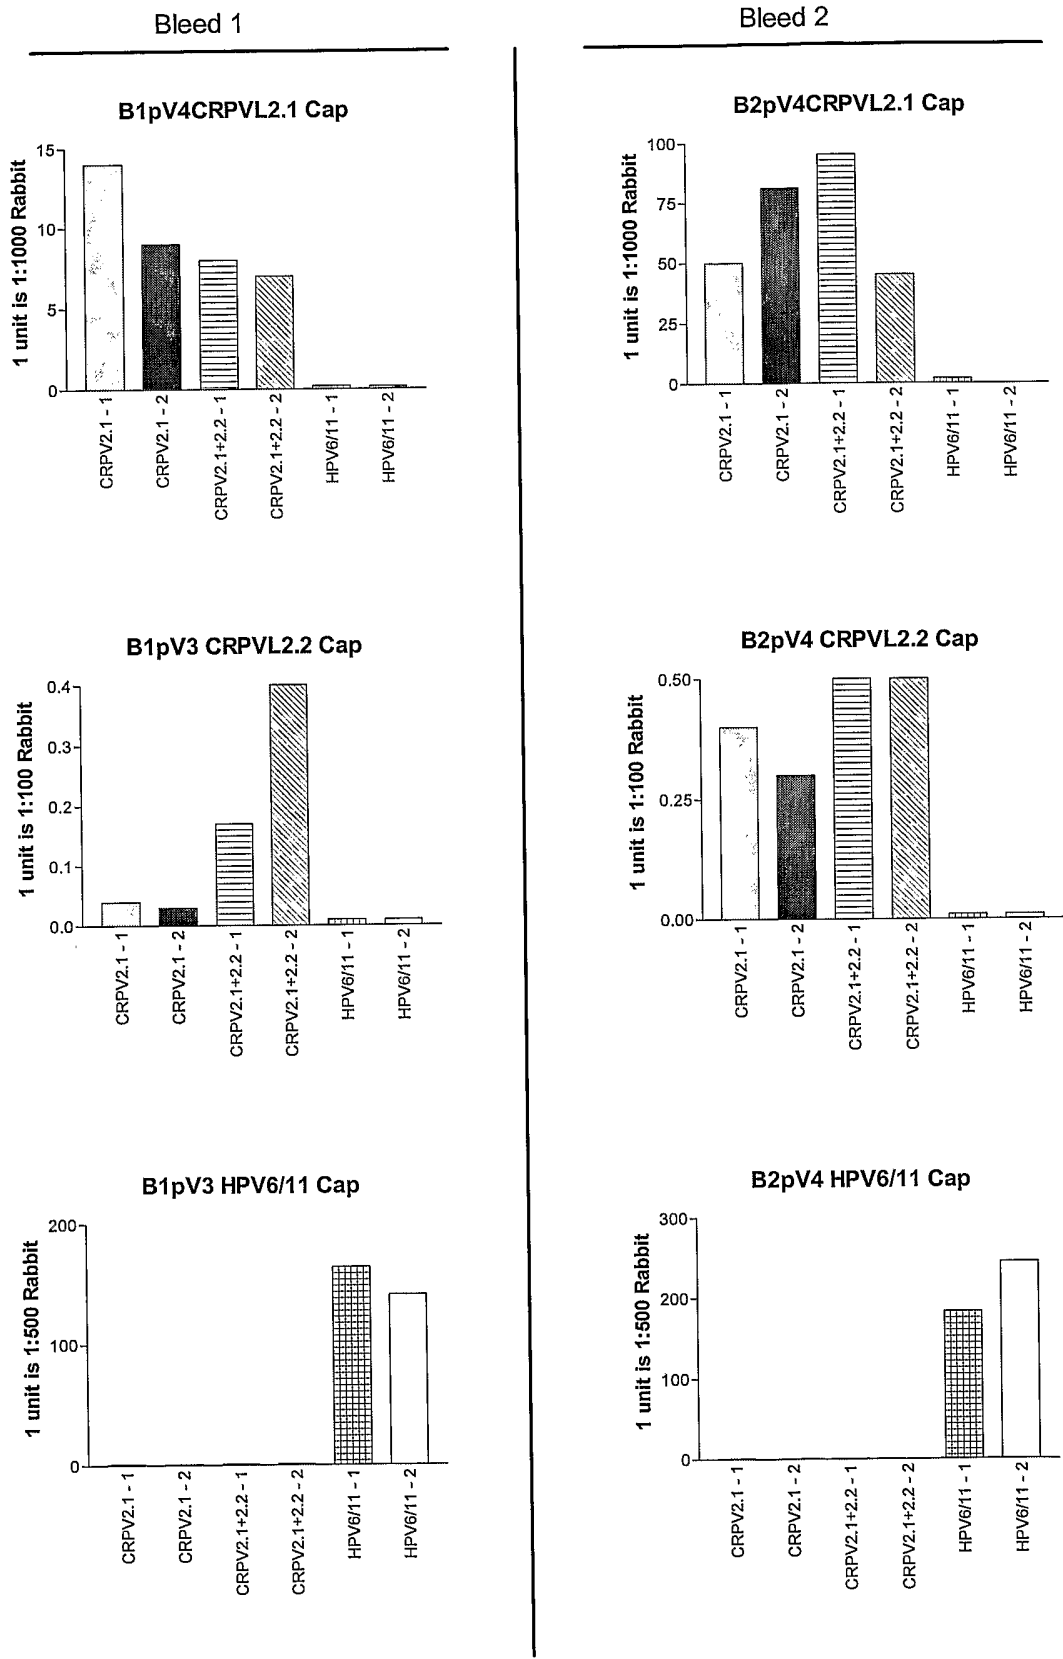 Bleed 1
B1pV4CRPVL2.1 Cap
1 unit is 1:1000 Rabbit
15
10
5
0
CRPV2.1 - 1
CRPV2.1 - 2
CRPV2.1+2.2 - 1
CRPV2.1+2.2 - 2
HPV6/11 - 1
HPV6/11 - 2
B1pV3 CRPVL2.2 Cap
1 unit is 1:100 Rabbit
0.4
0.3
0.2
0.1
0.0
CRPV2.1 - 1
CRPV2.1 - 2
CRPV2.1+2.2 - 1
CRPV2.1+2.2 - 2
HPV6/11 - 1
HPV6/11 - 2
B1pV3 HPV6/11 Cap
1 unit is 1:500 Rabbit
200
100
0
CRPV2.1 - 1
CRPV2.1 - 2
CRPV2.1+2.2 - 1
CRPV2.1+2.2 - 2
HPV6/11 - 1
HPV6/11 - 2
Bleed 2
B2pV4CRPVL2.1 Cap
1 unit is 1:1000 Rabbit
100
75
50
25
0
CRPV2.1 - 1
CRPV2.1 - 2
CRPV2.1+2.2 - 1
CRPV2.1+2.2 - 2
HPV6/11 - 1
HPV6/11 - 2
B2pV4 CRPVL2.2 Cap
1 unit is 1:100 Rabbit
0.50
0.25
0.00
CRPV2.1 - 1
CRPV2.1 - 2
CRPV2.1+2.2 - 1
CRPV2.1+2.2 - 2
HPV6/11 - 1
HPV6/11 - 2
B2pV4 HPV6/11 Cap
1 unit is 1:500 Rabbit
300
200
100
0
CRPV2.1 - 1
CRPV2.1 - 2
CRPV2.1+2.2 - 1
CRPV2.1+2.2 - 2
HPV6/11 - 1
HPV6/11 - 2